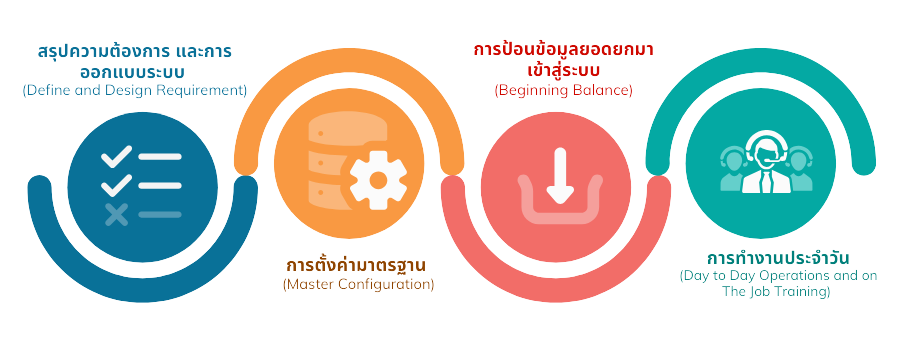 สรุปความต้องการ และการ
ออกแบบระบบ
(Define and Design Requirement)
การตั้งค่ามาตรฐาน
(Master Configuration)
การป้อนข้อมูลยอดยกมา
เข้าสู่ระบบ
(Beginning Balance)
การทำงานประจำวัน
(Day to Day Operations and on
The Job Training)